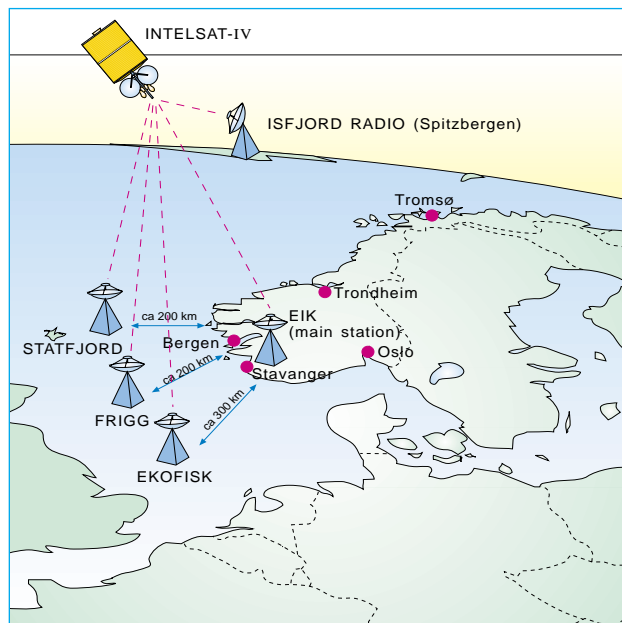 INTELSAT-IV
ISFJORD RADIO (Spitzbergen)
Tromsø
Trondheim
ca 200 km
EIK
(main station)
STATFJORD
Bergen
Oslo
ca 200 km
Stavanger
FRIGG
ca 300 km
EKOFISK